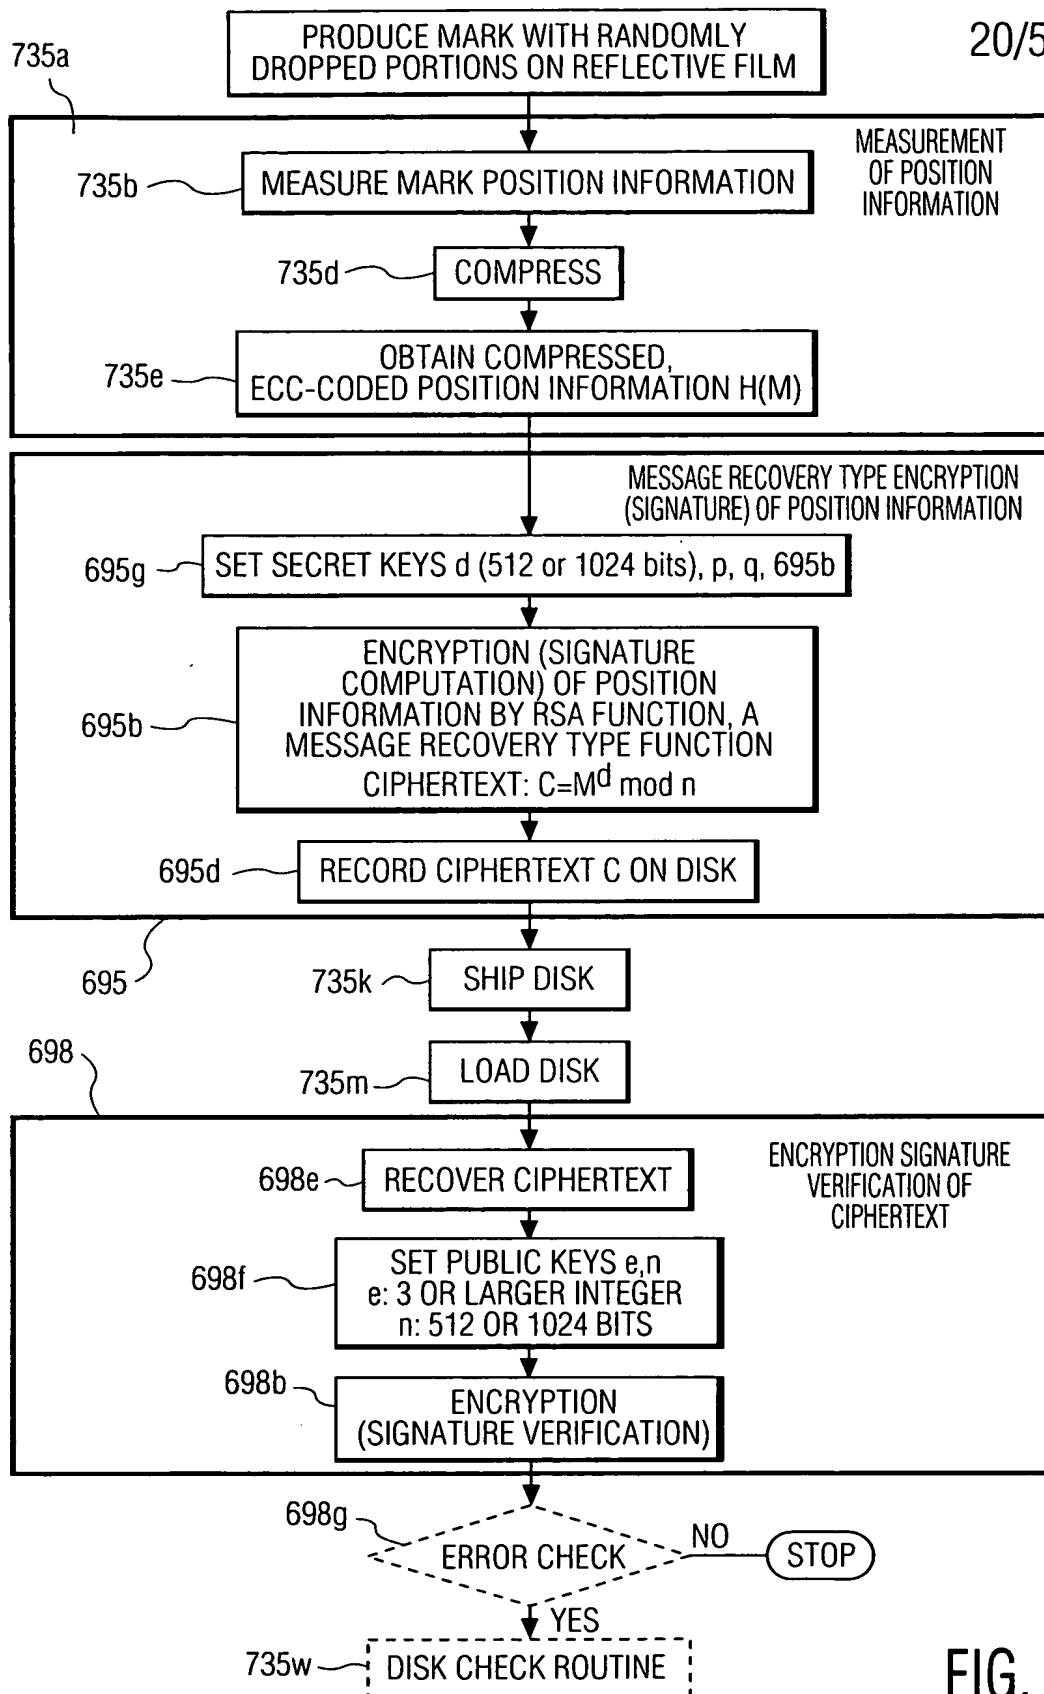 PRODUCE MARK WITH RANDOMLY
DROPPED PORTIONS ON REFLECTIVE FILM
20/5
735a
MEASUREMENT
OF POSITION
INFORMATION
735b
MEASURE MARK POSITION INFORMATION
735d
COMPRESS
735e
OBTAIN COMPRESSED,
ECC-CODED POSITION INFORMATION H(M)
MESSAGE RECOVERY TYPE ENCRYPTION
(SIGNATURE) OF POSITION INFORMATION
695g
SET SECRET KEYS d (512 or 1024 bits), p, q, 695b
695b
ENCRYPTION (SIGNATURE
COMPUTATION) OF POSITION
INFORMATION BY RSA FUNCTION, A
MESSAGE RECOVERY TYPE FUNCTION
CIPHERTEXT: C=M^d mod n
695d
RECORD CIPHERTEXT C ON DISK
695
735k
SHIP DISK
698
735m
LOAD DISK
ENCRYPTION SIGNATURE
VERIFICATION OF
CIPHERTEXT
698e
RECOVER CIPHERTEXT
698f
SET PUBLIC KEYS e,n
e: 3 OR LARGER INTEGER
n: 512 OR 1024 BITS
698b
ENCRYPTION
(SIGNATURE VERIFICATION)
698g
ERROR CHECK
NO
STOP
YES
735w
DISK CHECK ROUTINE
FIG.